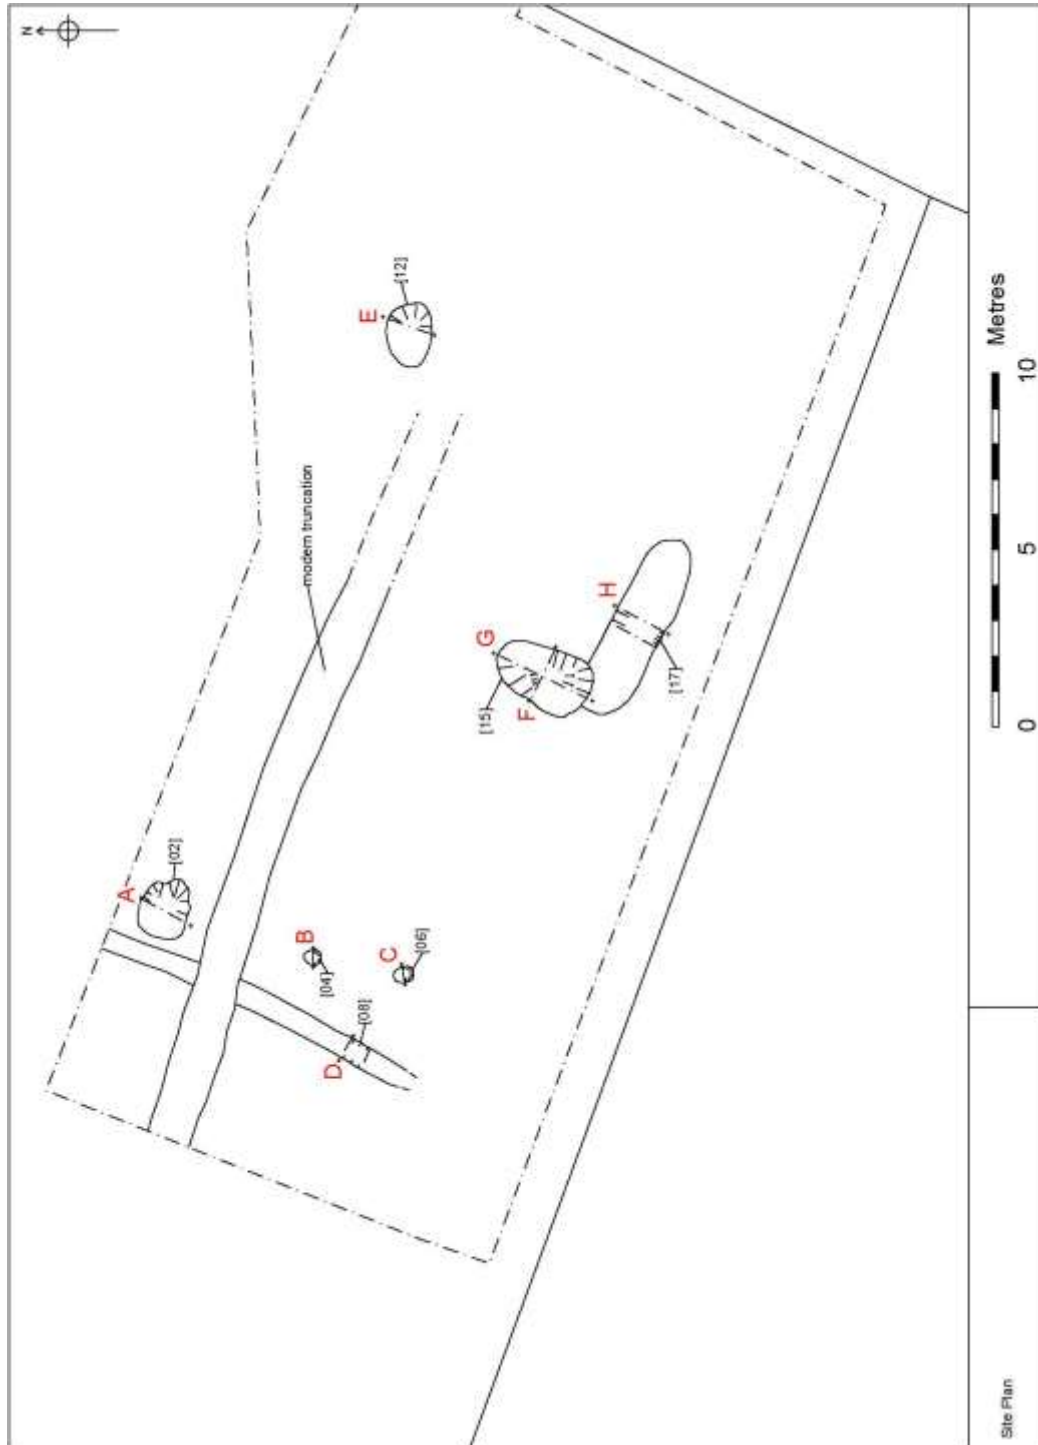 N
A
[02]
B
[04]
C
[06]
D
[08]
modern truncation
E
[12]
G
[15]
F
H
[17]
0 5 10
Metres
Site Plan